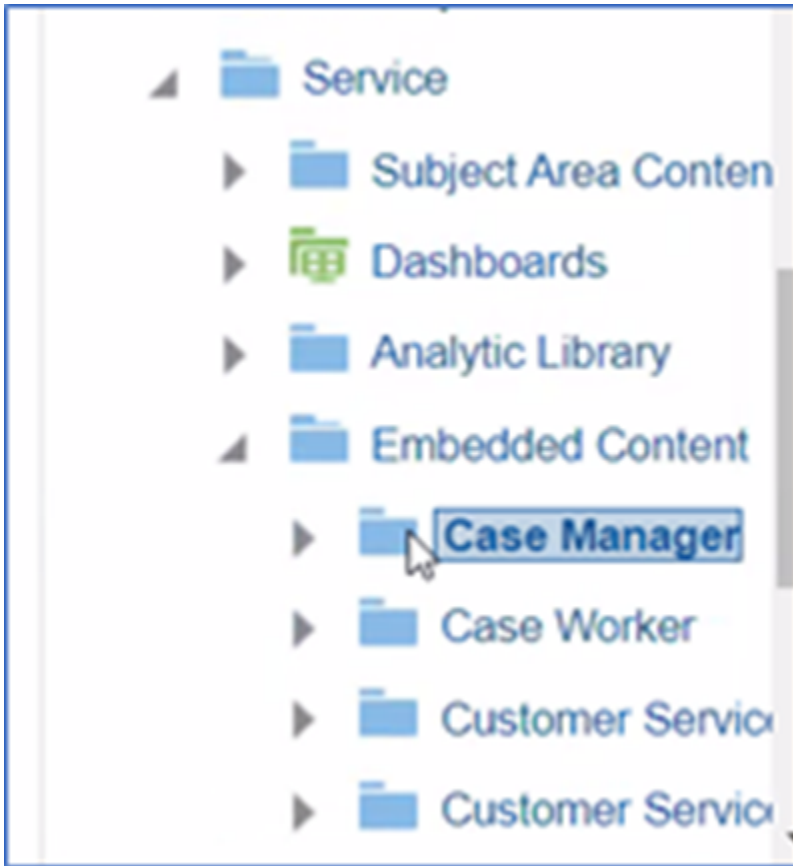 Service
Subject Area Conten
Dashboards
Analytic Library
Embedded Content
Case Manager
Case Worker
Customer Servic
Customer Servic